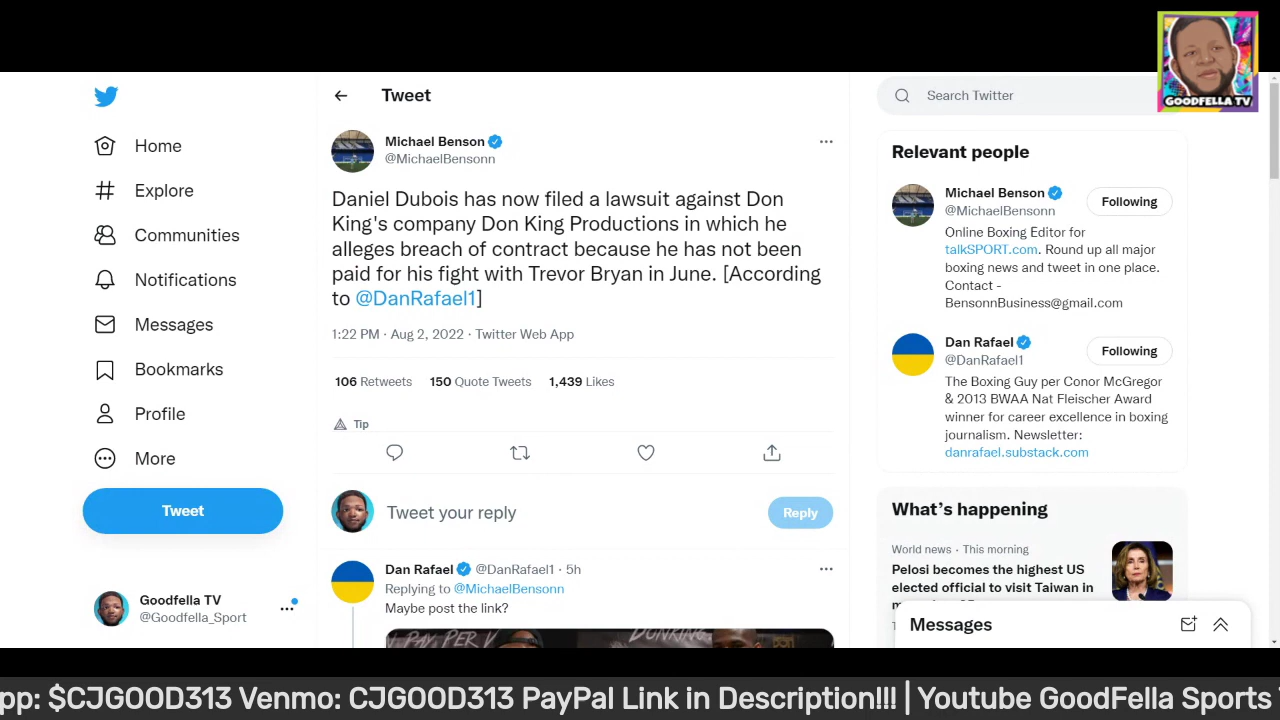 GOODFELLA TV
Home
Explore
Communities
Notifications
Messages
Bookmarks
Profile
More
Tweet
Goodfella TV
@Goodfella_Sport
Tweet
Michael Benson
@MichaelBensonn
Daniel Dubois has now filed a lawsuit against Don
King's company Don King Productions in which he
alleges breach of contract because he has not been
paid for his fight with Trevor Bryan in June. [According
to @DanRafael1]
1:22 PM · Aug 2, 2022 · Twitter Web App
106 Retweets 150 Quote Tweets 1,439 Likes
Tip
Tweet your reply
Reply
Dan Rafael @DanRafael1 · 5h
Replying to @MichaelBensonn
Maybe post the link?
PAY PER V
DONKING.
Search Twitter
Relevant people
Michael Benson
@MichaelBensonn
Following
Online Boxing Editor for
talkSPORT.com. Round up all major
boxing news and tweet in one place.
Contact -
BensonnBusiness@gmail.com
Dan Rafael
@DanRafael1
Following
The Boxing Guy per Conor McGregor
& 2013 BWAA Nat Fleischer Award
winner for career excellence in boxing
journalism. Newsletter:
danrafael.substack.com
What's happening
World news · This morning
Pelosi becomes the highest US
elected official to visit Taiwan in
Messages
pp: $CJGOOD313 Venmo: CJGOOD313 PayPal Link in Description!!! | Youtube GoodFella Sports